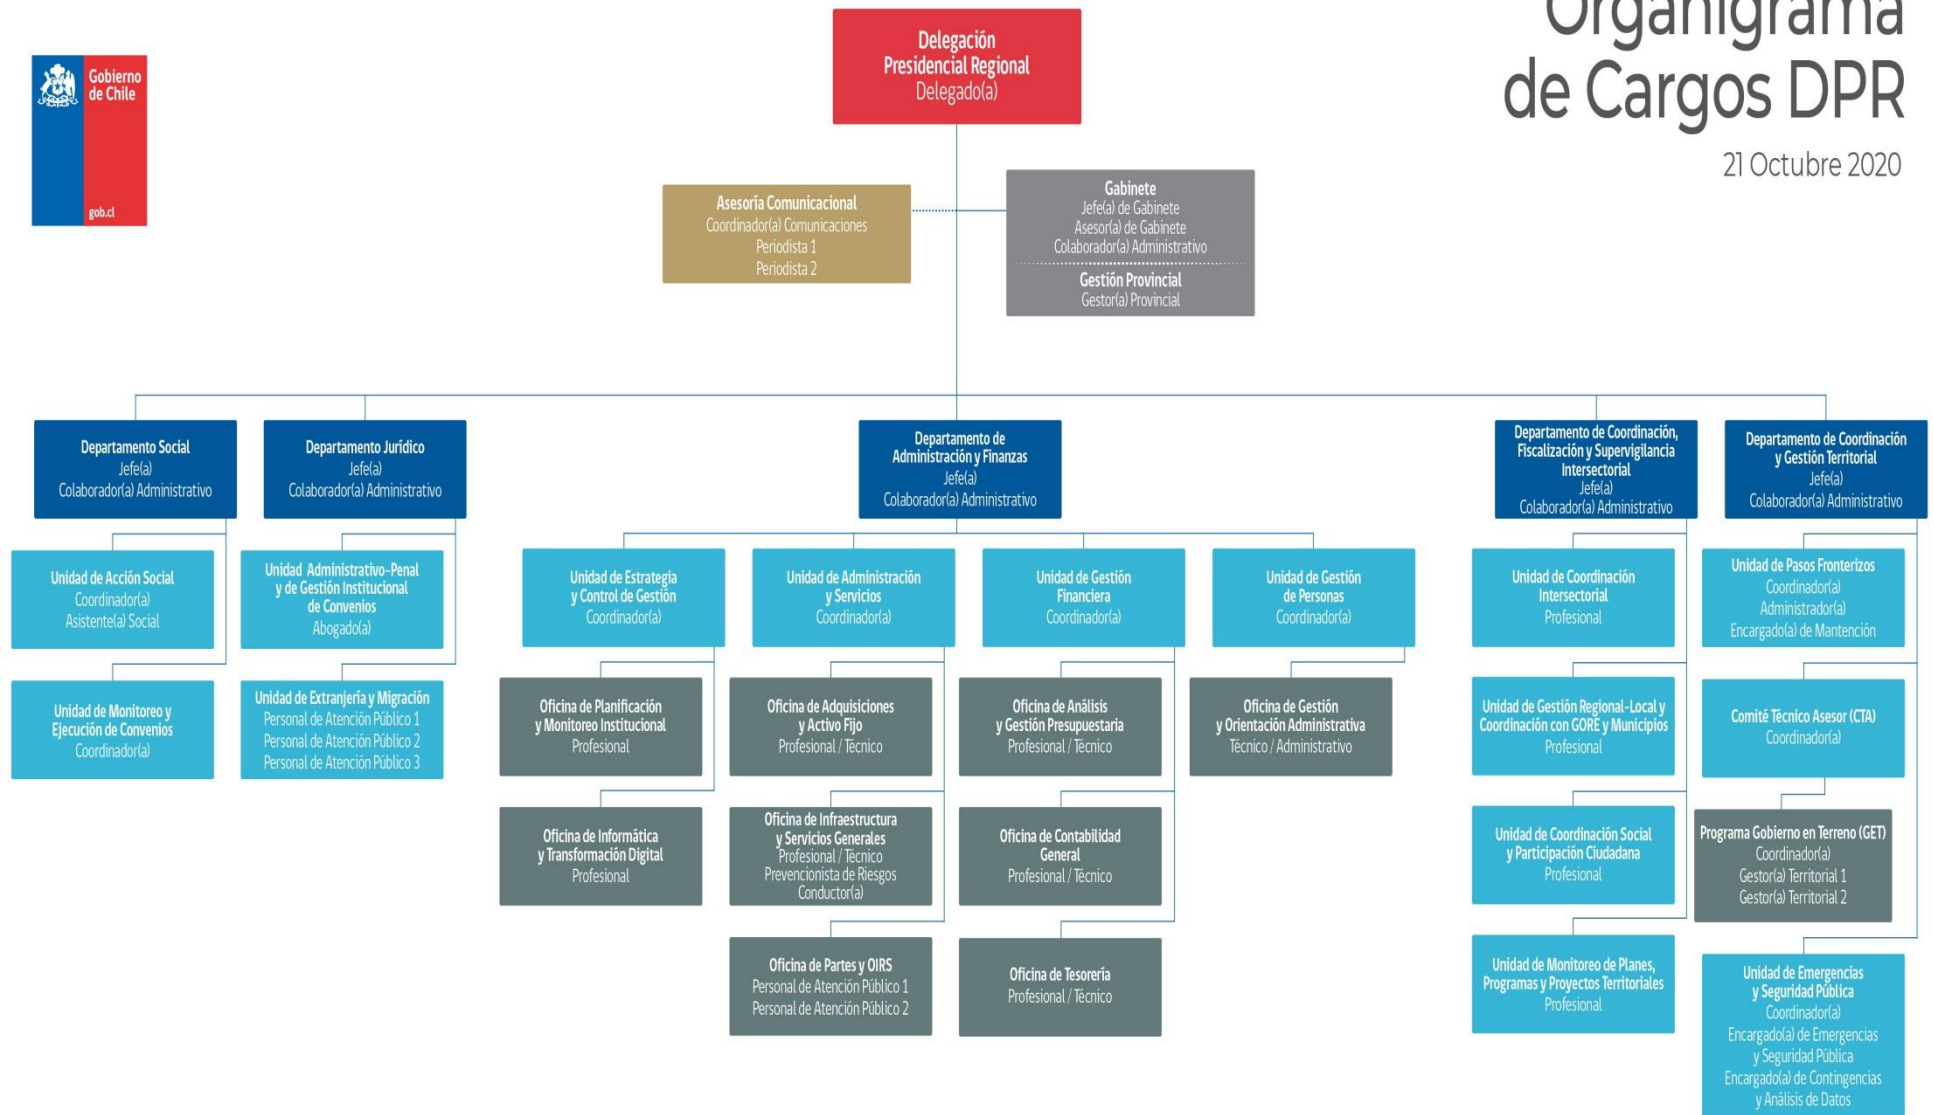 Organigrama
de Cargos DPR
21 Octubre 2020
Gobierno
de Chile
gob.cl
Delegación
Presidencial Regional
Delegado(a)
Asesoría Comunicacional
Coordinador(a) Comunicaciones
Periodista 1
Periodista 2
Gabinete
Jefe(a) de Gabinete
Asesor(a) de Gabinete
Colaborador(a) Administrativo
Gestión Provincial
Gestor(a) Provincial
Departamento Social
Jefe(a)
Colaborador(a) Administrativo
Departamento Jurídico
Jefe(a)
Colaborador(a) Administrativo
Departamento de
Administración y Finanzas
Jefe(a)
Colaborador(a) Administrativo
Departamento de Coordinación,
Fiscalización y Supervigilancia
Intersectorial
Jefe(a)
Colaborador(a) Administrativo
Departamento de Coordinación
y Gestión Territorial
Jefe(a)
Colaborador(a) Administrativo
Unidad de Acción Social
Coordinador(a)
Asistente(a) Social
Unidad de Monitoreo y
Ejecución de Convenios
Coordinador(a)
Unidad Administrativo-Penal
y de Gestión Institucional
de Convenios
Abogado(a)
Unidad de Extranjería y Migración
Personal de Atención Público 1
Personal de Atención Público 2
Personal de Atención Público 3
Unidad de Estrategia
y Control de Gestión
Coordinador(a)
Oficina de Planificación
y Monitoreo Institucional
Profesional
Oficina de Informática
y Transformación Digital
Profesional
Unidad de Administración
y Servicios
Coordinador(a)
Oficina de Adquisiciones
y Activo Fijo
Profesional / Técnico
Oficina de Infraestructura
y Servicios Generales
Profesional / Técnico
Prevencionista de Riesgos
Conductor(a)
Oficina de Partes y OIRS
Personal de Atención Público 1
Personal de Atención Público 2
Unidad de Gestión
Financiera
Coordinador(a)
Oficina de Análisis
y Gestión Presupuestaria
Profesional / Técnico
Oficina de Contabilidad
General
Profesional / Técnico
Oficina de Tesorería
Profesional / Técnico
Unidad de Gestión
de Personas
Coordinador(a)
Oficina de Gestión
y Orientación Administrativa
Técnico / Administrativo
Unidad de Coordinación
Intersectorial
Profesional
Unidad de Gestión Regional-Local y
Coordinación con GORE y Municipios
Profesional
Unidad de Coordinación Social
y Participación Ciudadana
Profesional
Unidad de Monitoreo de Planes,
Programas y Proyectos Territoriales
Profesional
Unidad de Pasos Fronterizos
Coordinador(a)
Administrador(a)
Encargado(a) de Mantención
Comité Técnico Asesor (CTA)
Coordinador(a)
Programa Gobierno en Terreno (GET)
Coordinador(a)
Gestor(a) Territorial 1
Gestor(a) Territorial 2
Unidad de Emergencias
y Seguridad Pública
Coordinador(a)
Encargado(a) de Emergencias
y Seguridad Pública
Encargado(a) de Contingencias
y Análisis de Datos